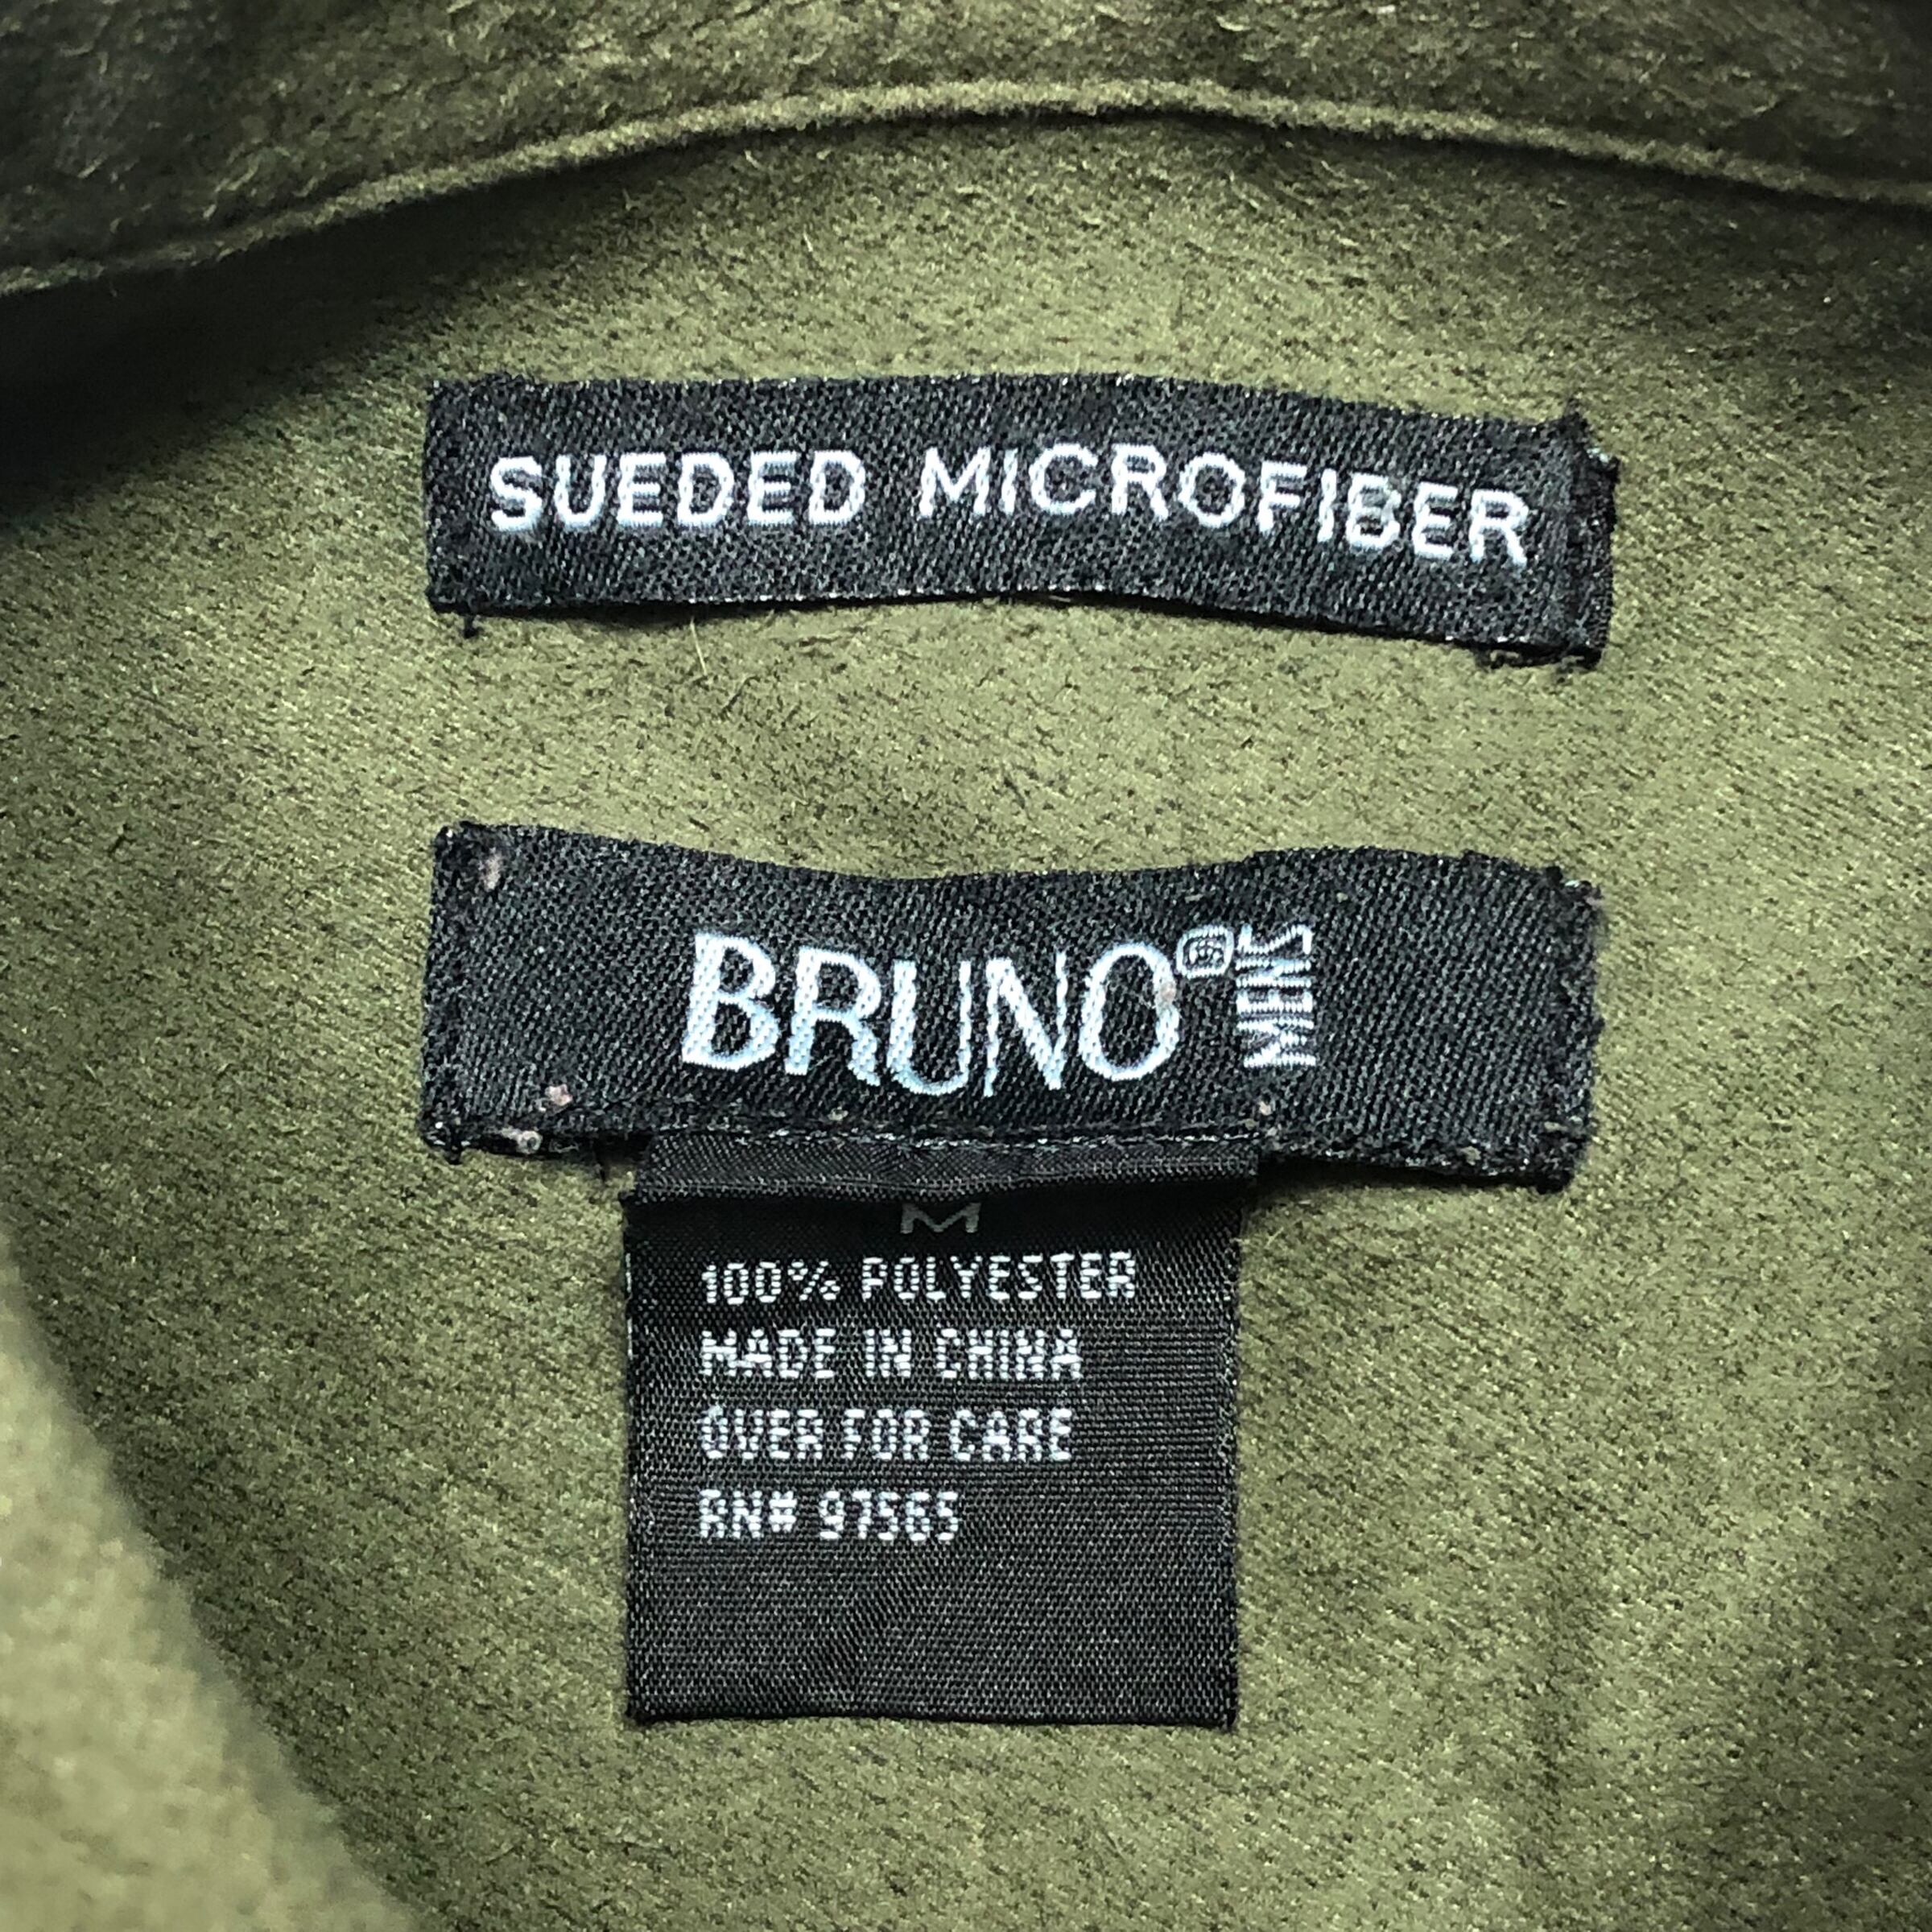 SUEDED MICROFIBER
BRUNO® MENS
M
100% POLYESTER
MADE IN CHINA
OVER FOR CARE
RN# 97565